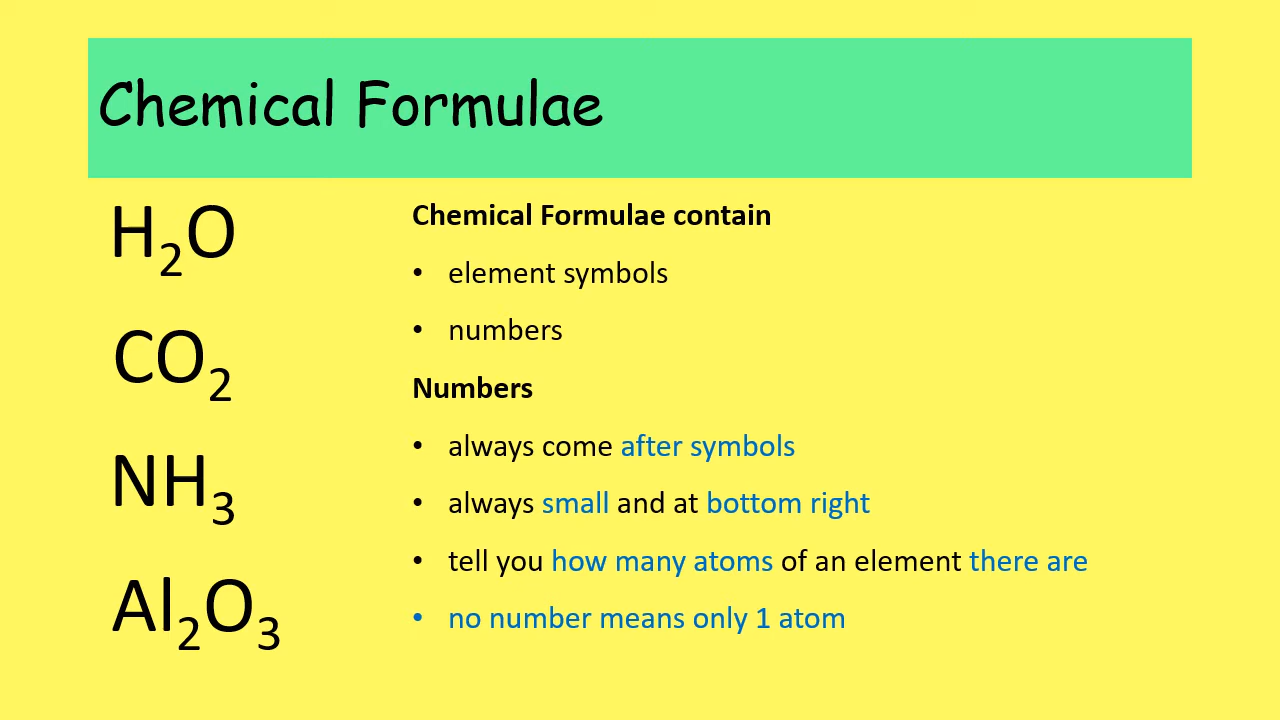 Chemical Formulae
H₂O
CO₂
NH₃
Al₂O₃
Chemical Formulae contain
• element symbols
• numbers
Numbers
• always come after symbols
• always small and at bottom right
• tell you how many atoms of an element there are
• no number means only 1 atom